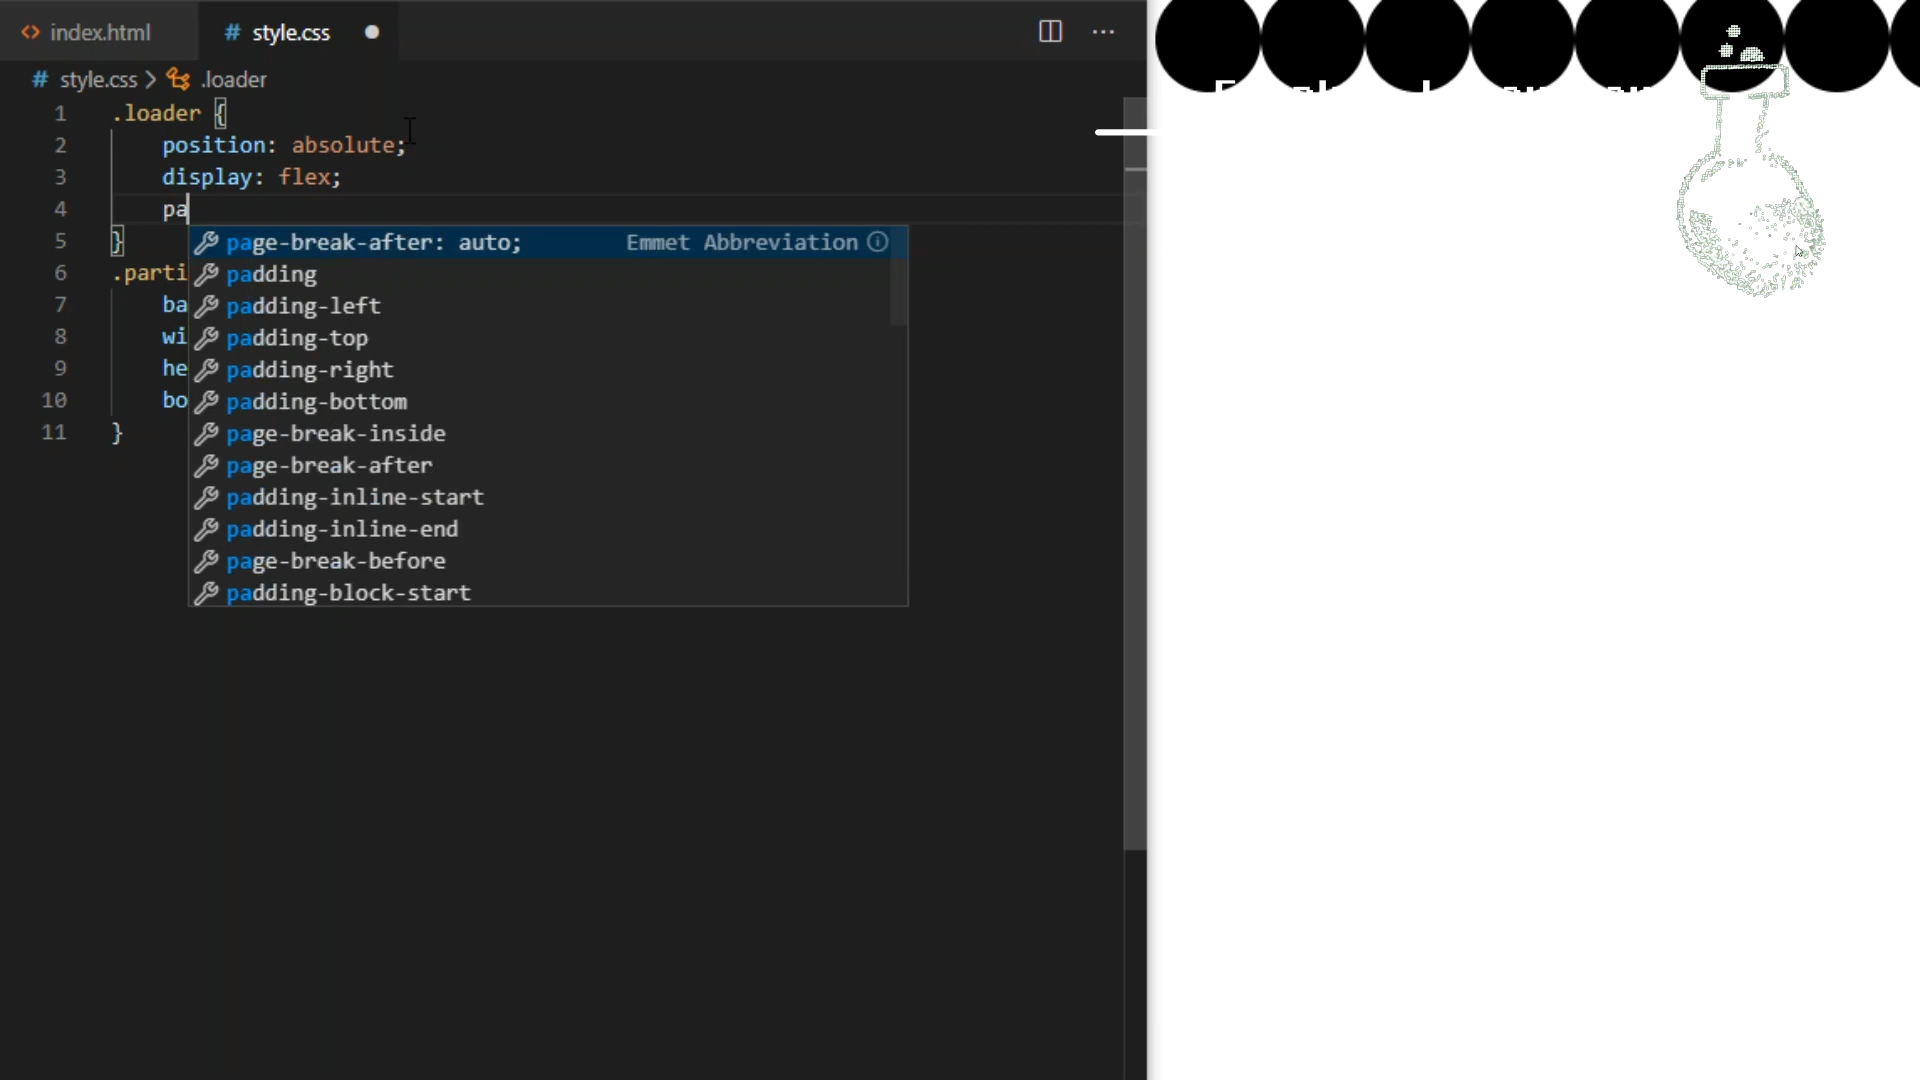 index.html
style.css
style.css
.loader
1 .loader {
2 position: absolute;
3 display: flex;
4 pa
5 }
6 .parti
7 ba
8 wi
9 he
10 bo
11 }
page-break-after: auto; Emmet Abbreviation
padding
padding-left
padding-top
padding-right
padding-bottom
page-break-inside
page-break-after
padding-inline-start
padding-inline-end
page-break-before
padding-block-start